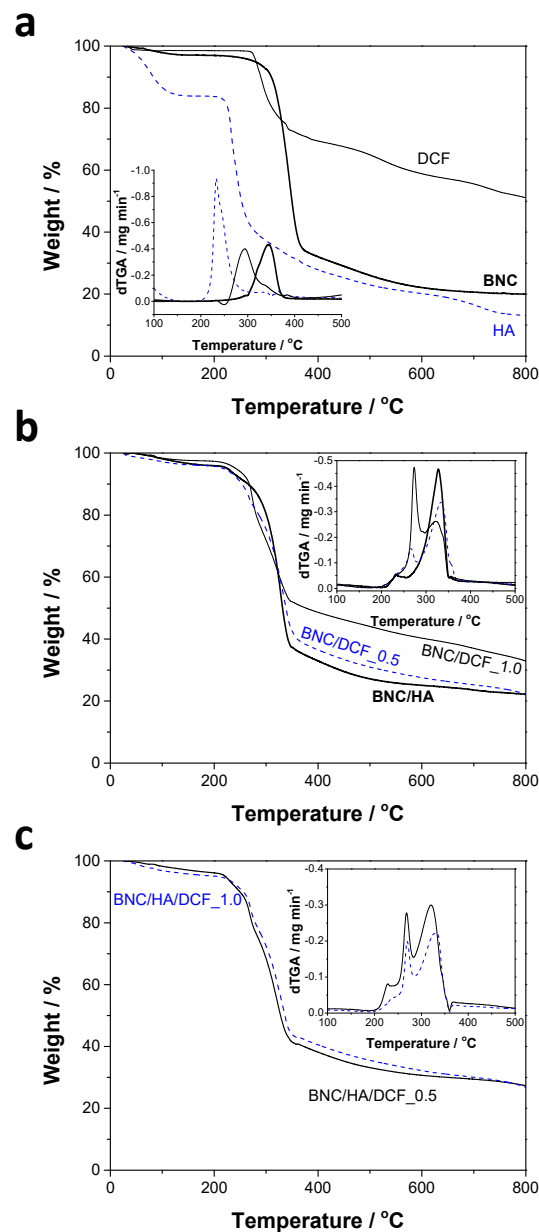 a
100
80
60
40
20
0
Weight / %
DCF
BNC
HA
-1.0
-0.8
-0.6
-0.4
-0.2
0.0
dTGA / mg min-1
100 200 300 400 500
Temperature / °C
0 200 400 600 800
Temperature / °C
b
100
80
60
40
20
0
Weight / %
-0.5
-0.4
-0.3
-0.2
-0.1
0.0
dTGA / mg min-1
100 200 300 400 500
Temperature / °C
BNC/DCF_0.5
BNC/DCF_1.0
BNC/HA
0 200 400 600 800
Temperature / °C
c
100
80
60
40
20
0
Weight / %
BNC/HA/DCF_1.0
-0.4
-0.3
-0.2
-0.1
0.0
dTGA / mg min-1
100 200 300 400 500
Temperature / °C
BNC/HA/DCF_0.5
0 200 400 600 800
Temperature / °C